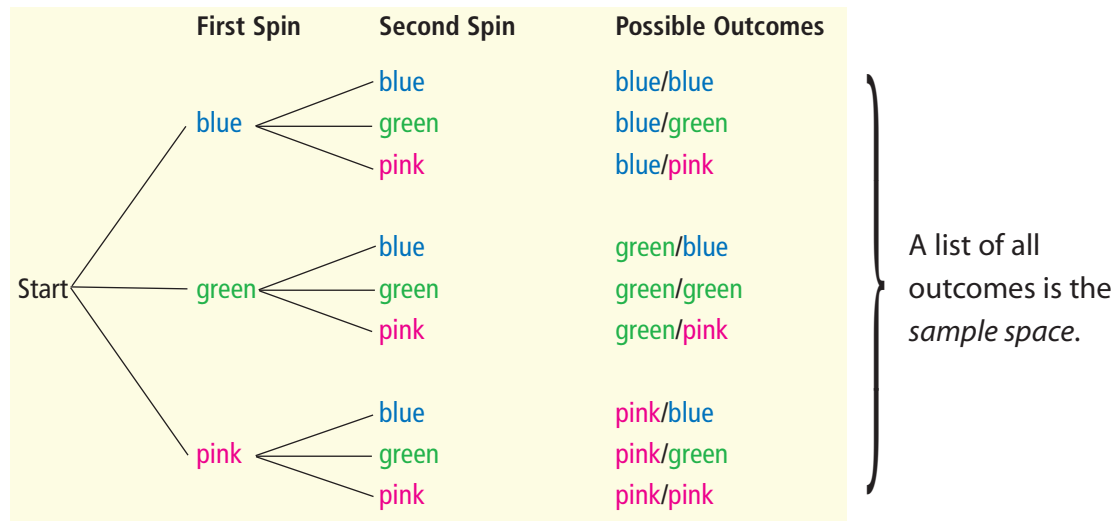 First Spin Second Spin Possible Outcomes
blue blue/blue
blue green blue/green
pink blue/pink
blue green/blue
Start green green green/green
pink green/pink
blue pink/blue
pink green pink/green
pink pink/pink
A list of all
outcomes is the
sample space.